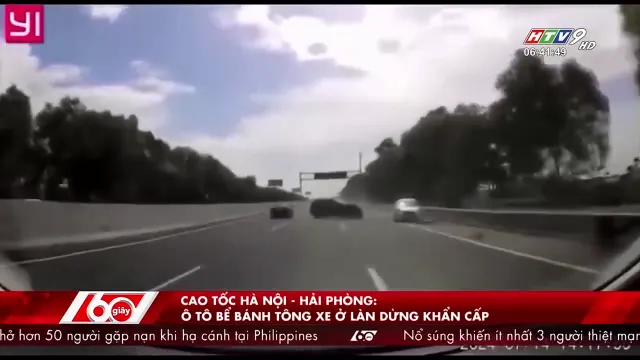 YI
HTV9 HD
06:41:49
CAO TỐC HÀ NỘI - HẢI PHÒNG:
60 giây
Ô TÔ BỂ BÁNH TÔNG XE Ở LÀN DỪNG KHẨN CẤP
hở hơn 50 người gặp nạn khi hạ cánh tại Philippines
Nổ súng khiến ít nhất 3 người thiệt mạ